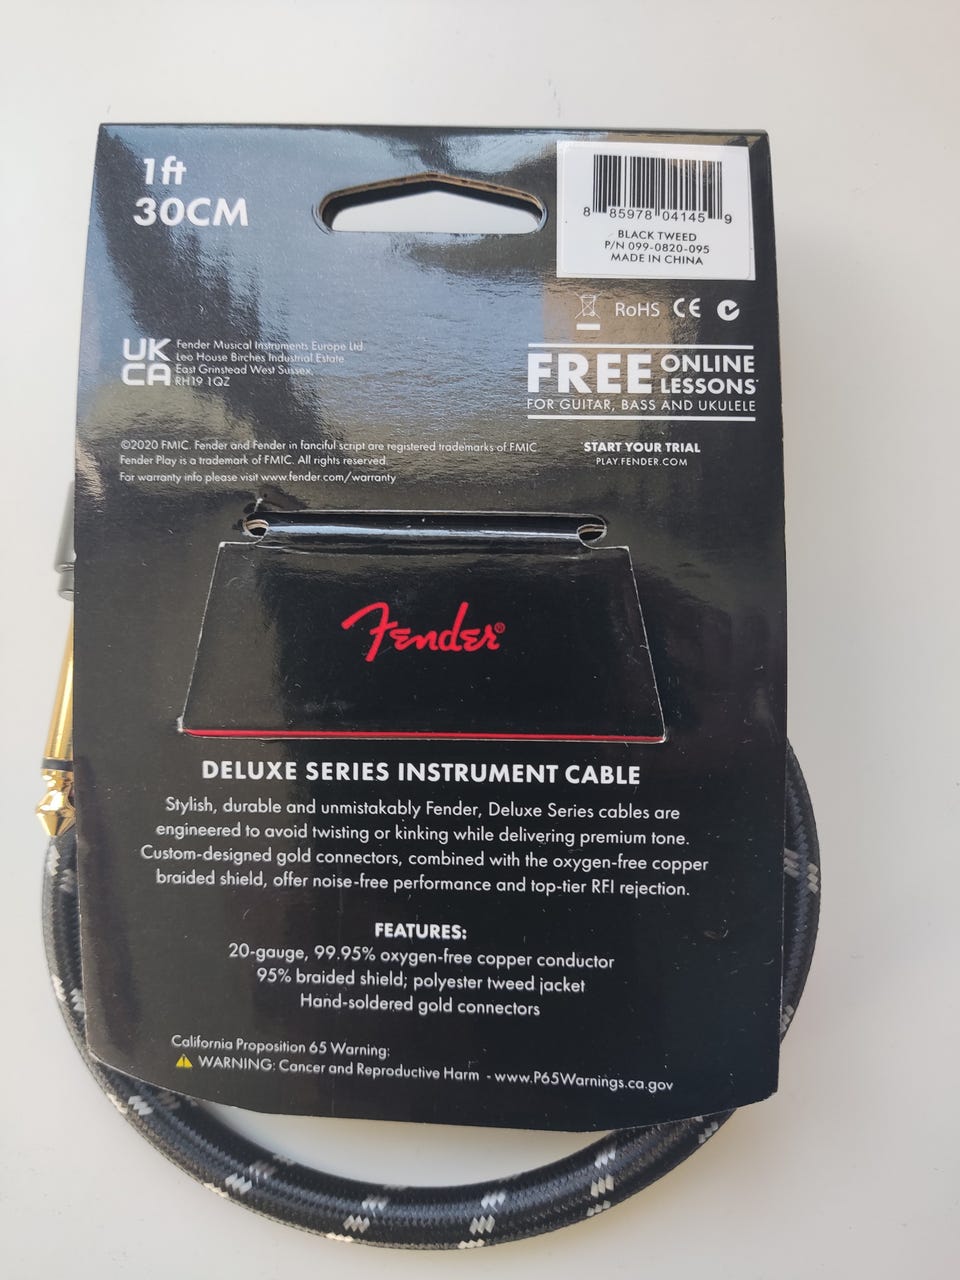 1ft
30CM
8 85978 04145 9
BLACK TWEED
P/N 099-0820-095
MADE IN CHINA
RoHS CE
UK
CA
Fender Musical Instruments Europe Ltd.
Leo House Birches Industrial Estate
East Grinstead West Sussex,
RH19 1QZ
FREE ONLINE
LESSONS*
FOR GUITAR, BASS AND UKULELE
START YOUR TRIAL
PLAY.FENDER.COM
©2020 FMIC. Fender and Fender in fanciful script are registered trademarks of FMIC
Fender Play is a trademark of FMIC. All rights reserved.
For warranty info please visit www.fender.com/warranty
Fender®
DELUXE SERIES INSTRUMENT CABLE
Stylish, durable and unmistakably Fender, Deluxe Series cables are
engineered to avoid twisting or kinking while delivering premium tone.
Custom-designed gold connectors, combined with the oxygen-free copper
braided shield, offer noise-free performance and top-tier RFI rejection.
FEATURES:
20-gauge, 99.95% oxygen-free copper conductor
95% braided shield; polyester tweed jacket
Hand-soldered gold connectors
California Proposition 65 Warning:
WARNING: Cancer and Reproductive Harm - www.P65Warnings.ca.gov